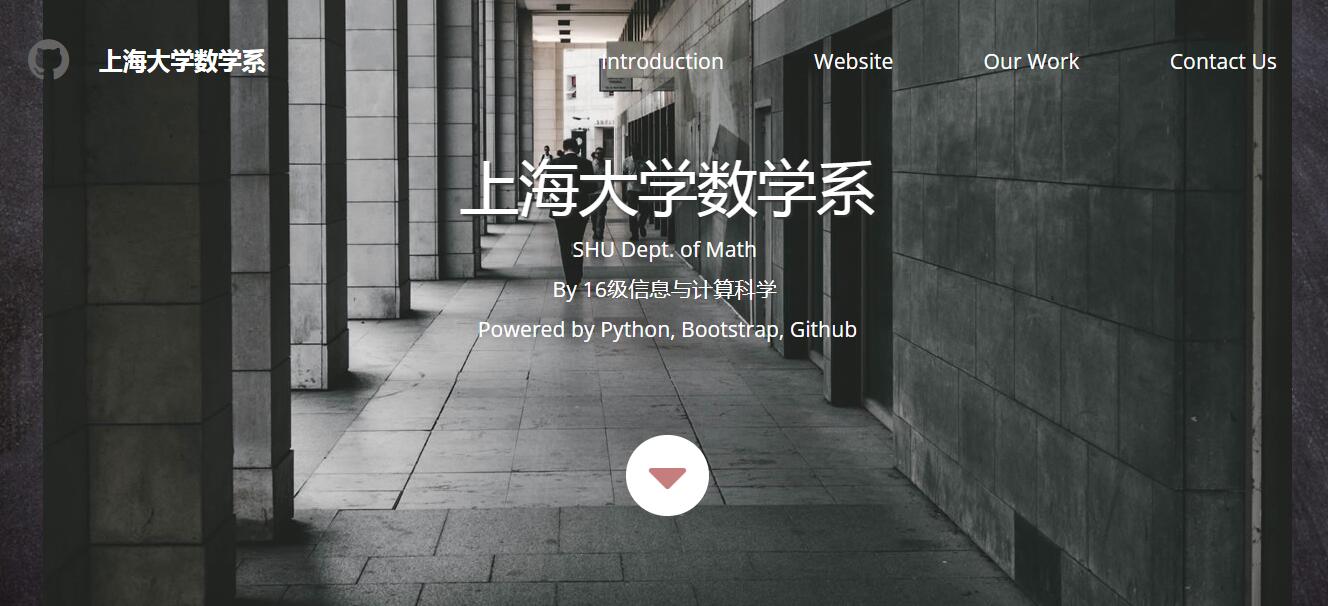 上海大学数学系
Introduction
Website
Our Work
Contact Us
上海大学数学系
SHU Dept. of Math
By 16级信息与计算科学
Powered by Python, Bootstrap, Github